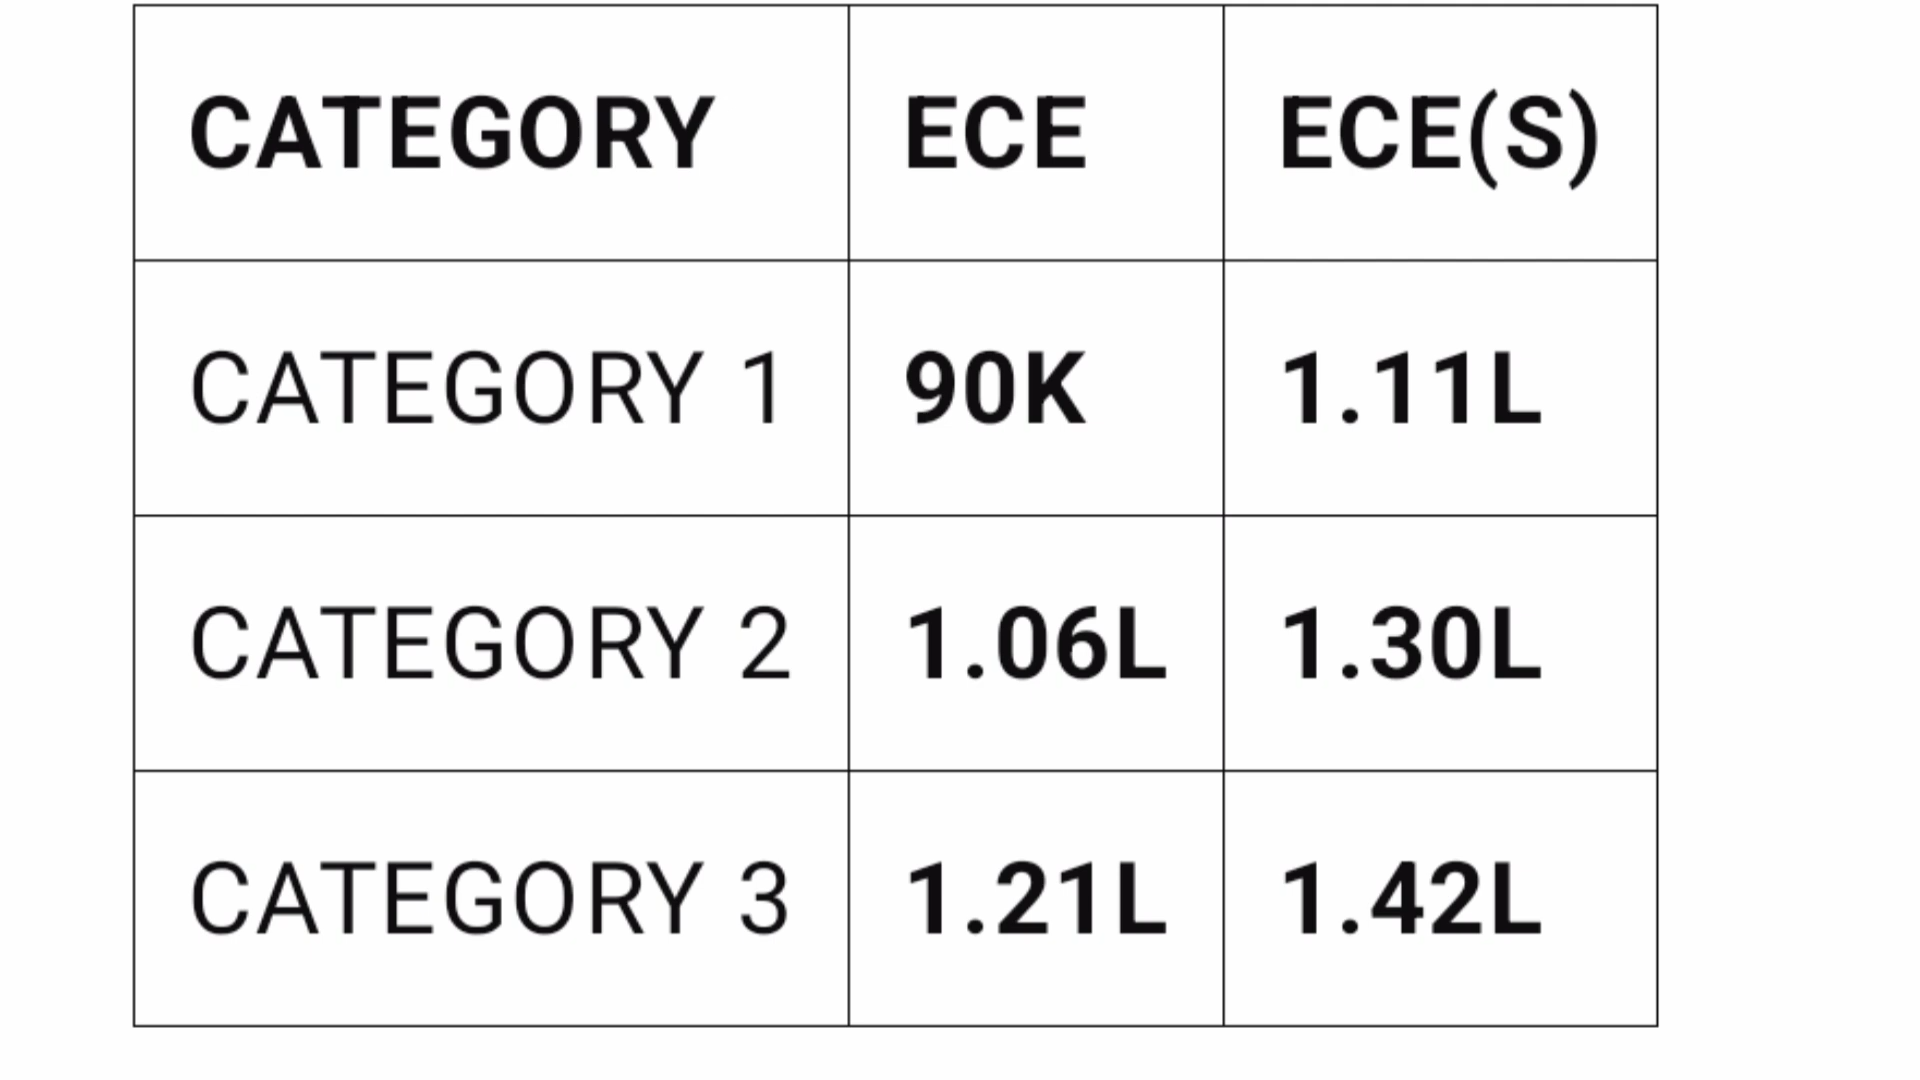 CATEGORY ECE ECE(S)
CATEGORY 1 90K 1.11L
CATEGORY 2 1.06L 1.30L
CATEGORY 3 1.21L 1.42L